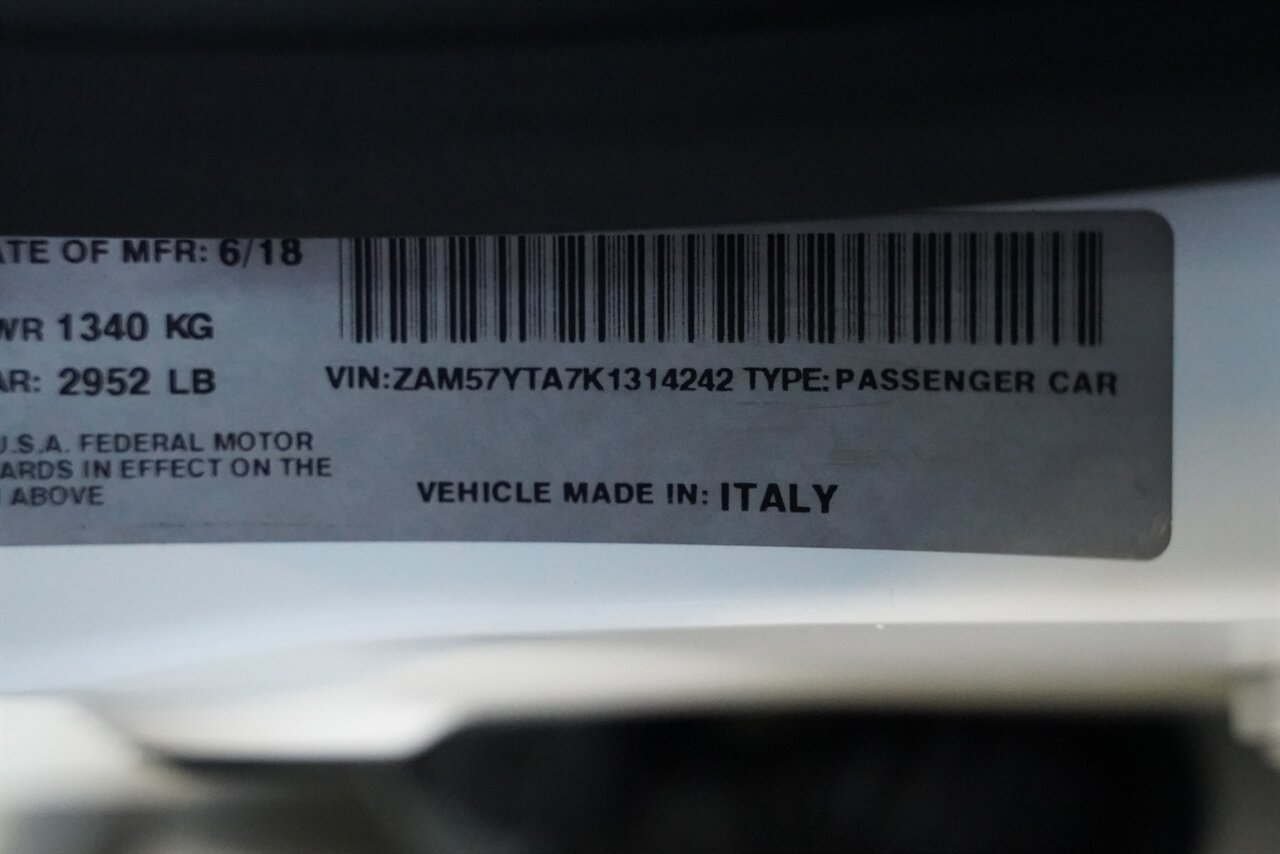 ATE OF MFR: 6/18
WR 1340 KG
AR: 2952 LB
VIN:ZAM57YTA7K1314242 TYPE:PASSENGER CAR
U.S.A. FEDERAL MOTOR
ARDS IN EFFECT ON THE
ABOVE
VEHICLE MADE IN: ITALY